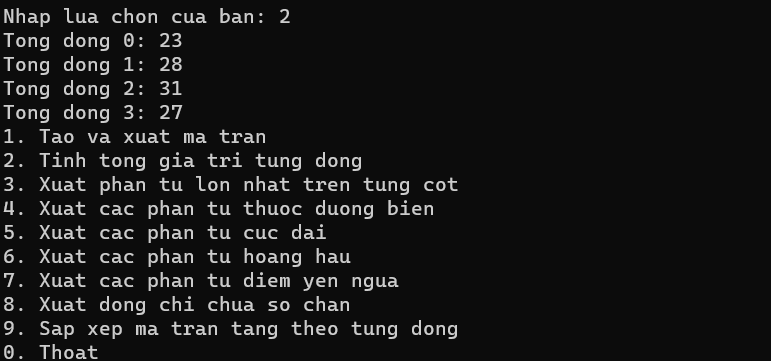 Nhap lua chon cua ban: 2
Tong dong 0: 23
Tong dong 1: 28
Tong dong 2: 31
Tong dong 3: 27
1. Tao va xuat ma tran
2. Tinh tong gia tri tung dong
3. Xuat phan tu lon nhat tren tung cot
4. Xuat cac phan tu thuoc duong bien
5. Xuat cac phan tu cuc dai
6. Xuat cac phan tu hoang hau
7. Xuat cac phan tu diem yen ngua
8. Xuat dong chi chua so chan
9. Sap xep ma tran tang theo tung dong
0. Thoat